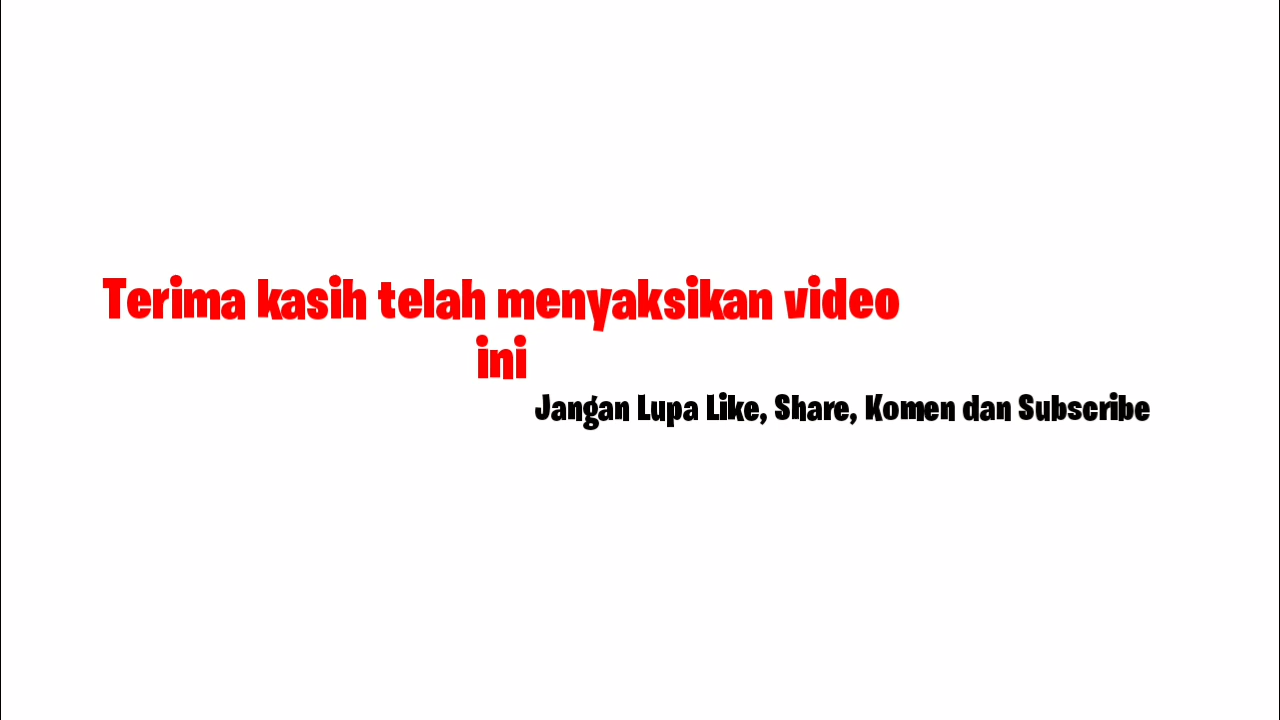 Terima kasih telah menyaksikan video
ini
Jangan Lupa Like, Share, Komen dan Subscribe